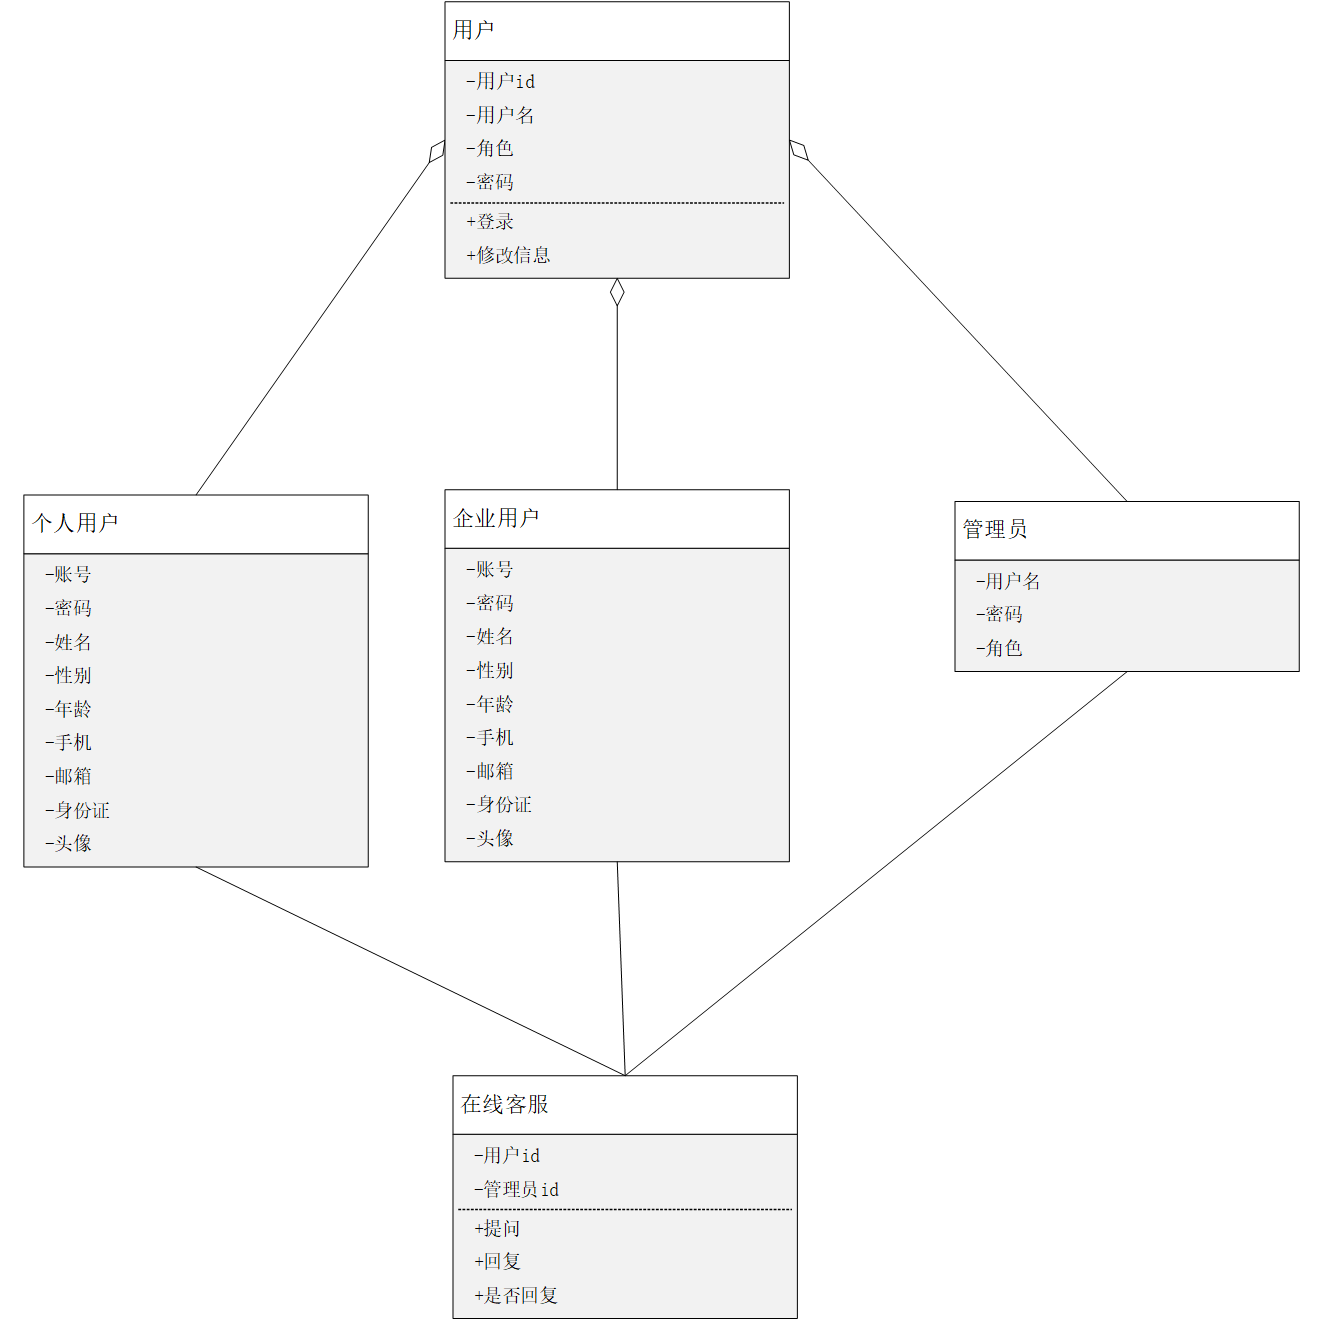 用户
-用户id
-用户名
-角色
-密码
+登录
+修改信息
个人用户
-账号
-密码
-姓名
-性别
-年龄
-手机
-邮箱
-身份证
-头像
企业用户
-账号
-密码
-姓名
-性别
-年龄
-手机
-邮箱
-身份证
-头像
管理员
-用户名
-密码
-角色
在线客服
-用户id
-管理员id
+提问
+回复
+是否回复